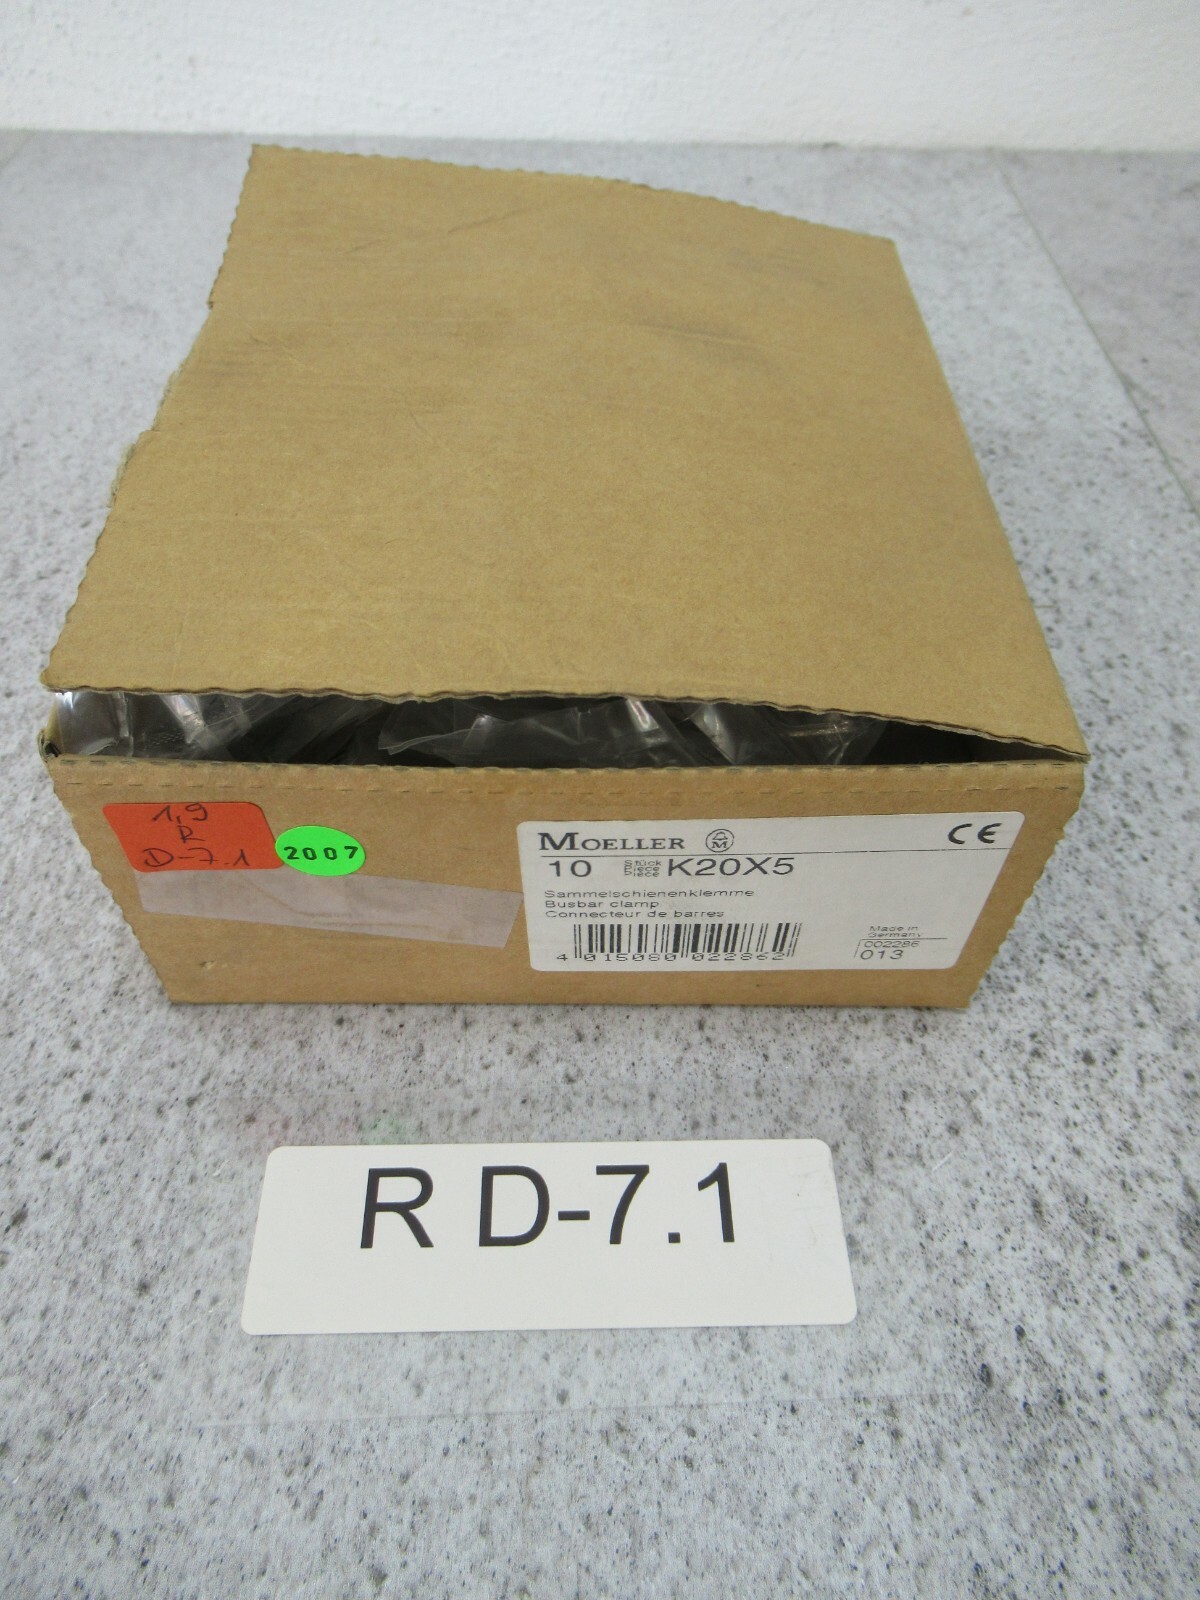 1,9
R
D-7.1
2007
MOELLER
CE
10 Stück Piece Pièce K20X5
Sammelschienenklemme
Busbar clamp
Connecteur de barres
4 015080 022862
Made in
Germany
002286
013
R D-7.1